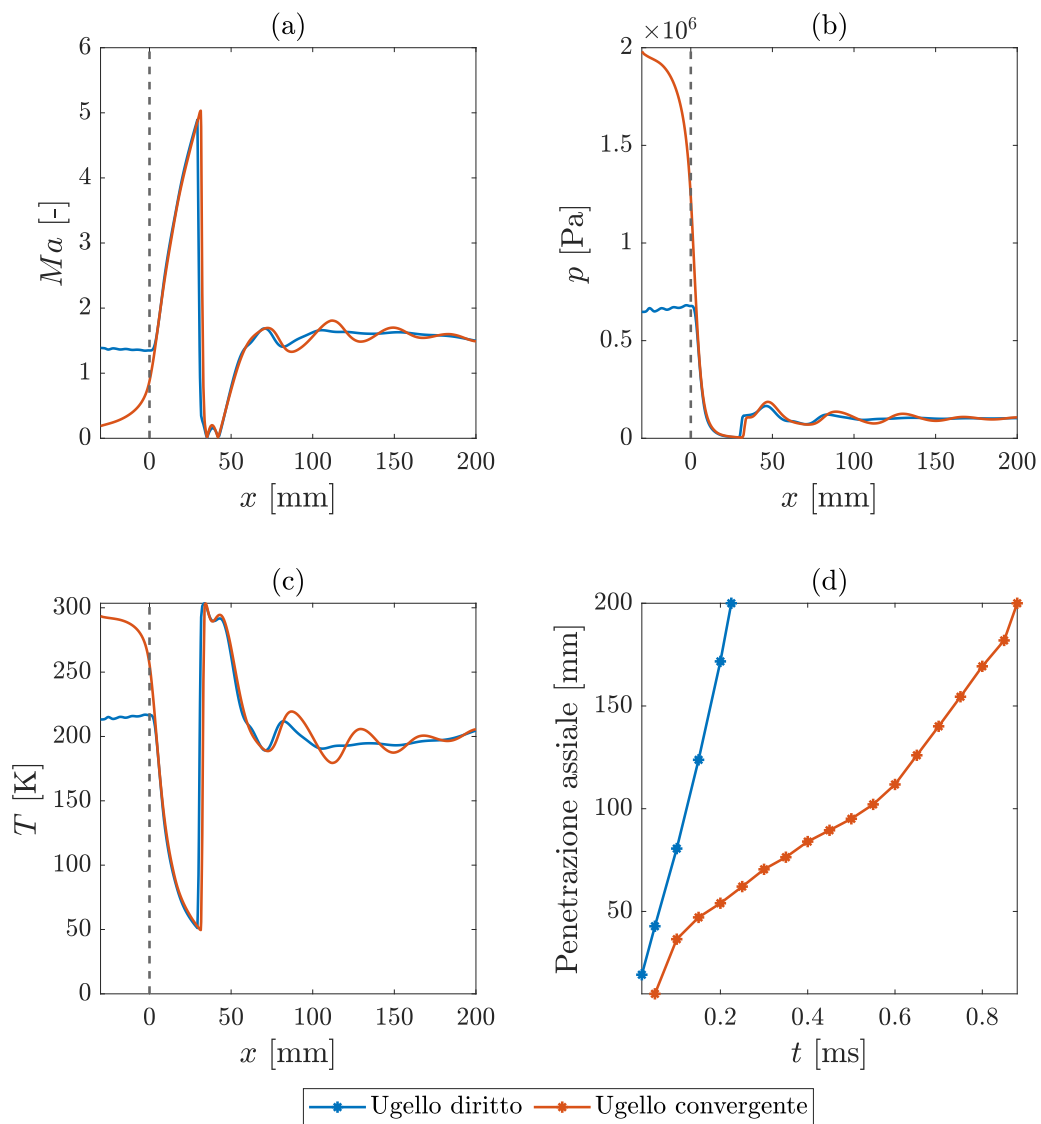 (a)
6
5
4
3
2
1
0
Ma [-]
0 50 100 150 200
x [mm]
(b)
×10⁶
2
1.5
1
0.5
0
p [Pa]
0 50 100 150 200
x [mm]
(c)
300
250
200
150
100
50
0
T [K]
0 50 100 150 200
x [mm]
(d)
200
150
100
50
Penetrazione assiale [mm]
0.2 0.4 0.6 0.8
t [ms]
Ugello diritto Ugello convergente